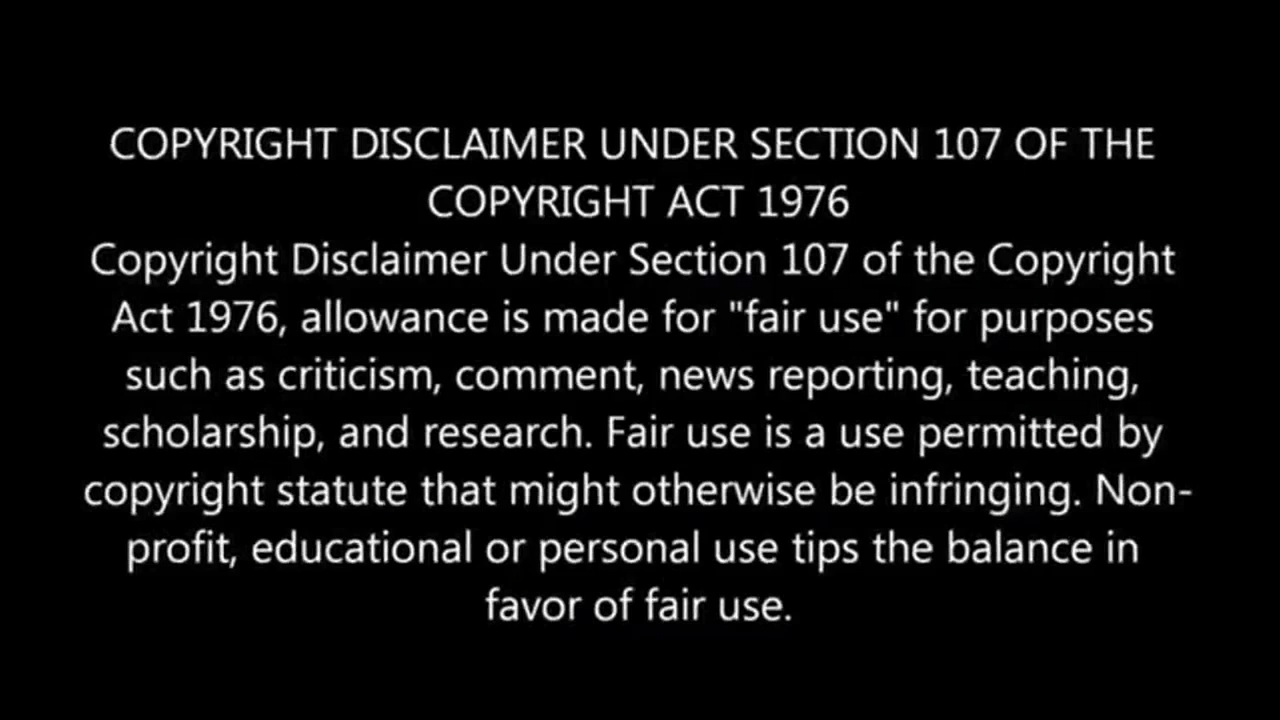 COPYRIGHT DISCLAIMER UNDER SECTION 107 OF THE
COPYRIGHT ACT 1976
Copyright Disclaimer Under Section 107 of the Copyright
Act 1976, allowance is made for "fair use" for purposes
such as criticism, comment, news reporting, teaching,
scholarship, and research. Fair use is a use permitted by
copyright statute that might otherwise be infringing. Non-
profit, educational or personal use tips the balance in
favor of fair use.